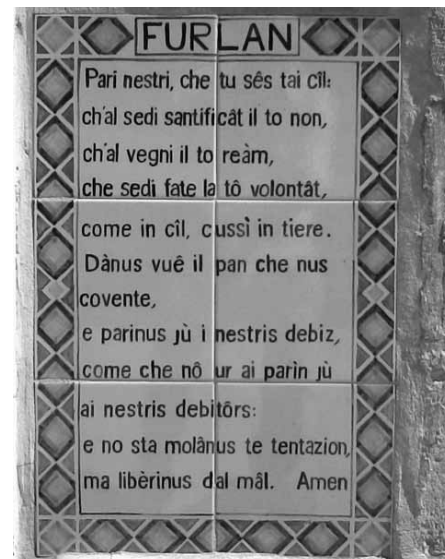 FURLAN
Pari nestri, che tu sês tai cîl:
ch'al sedi santificât il to non,
ch'al vegni il to reàm,
che sedi fate la tô volontât,
come in cîl, cussì in tiere.
Dànus vuê il pan che nus
covente,
e parinus jù i nestris debiz,
come che nô ur ai parìn jù
ai nestris debitôrs:
e no sta molânus te tentazion,
ma libèrinus dal mâl. Amen